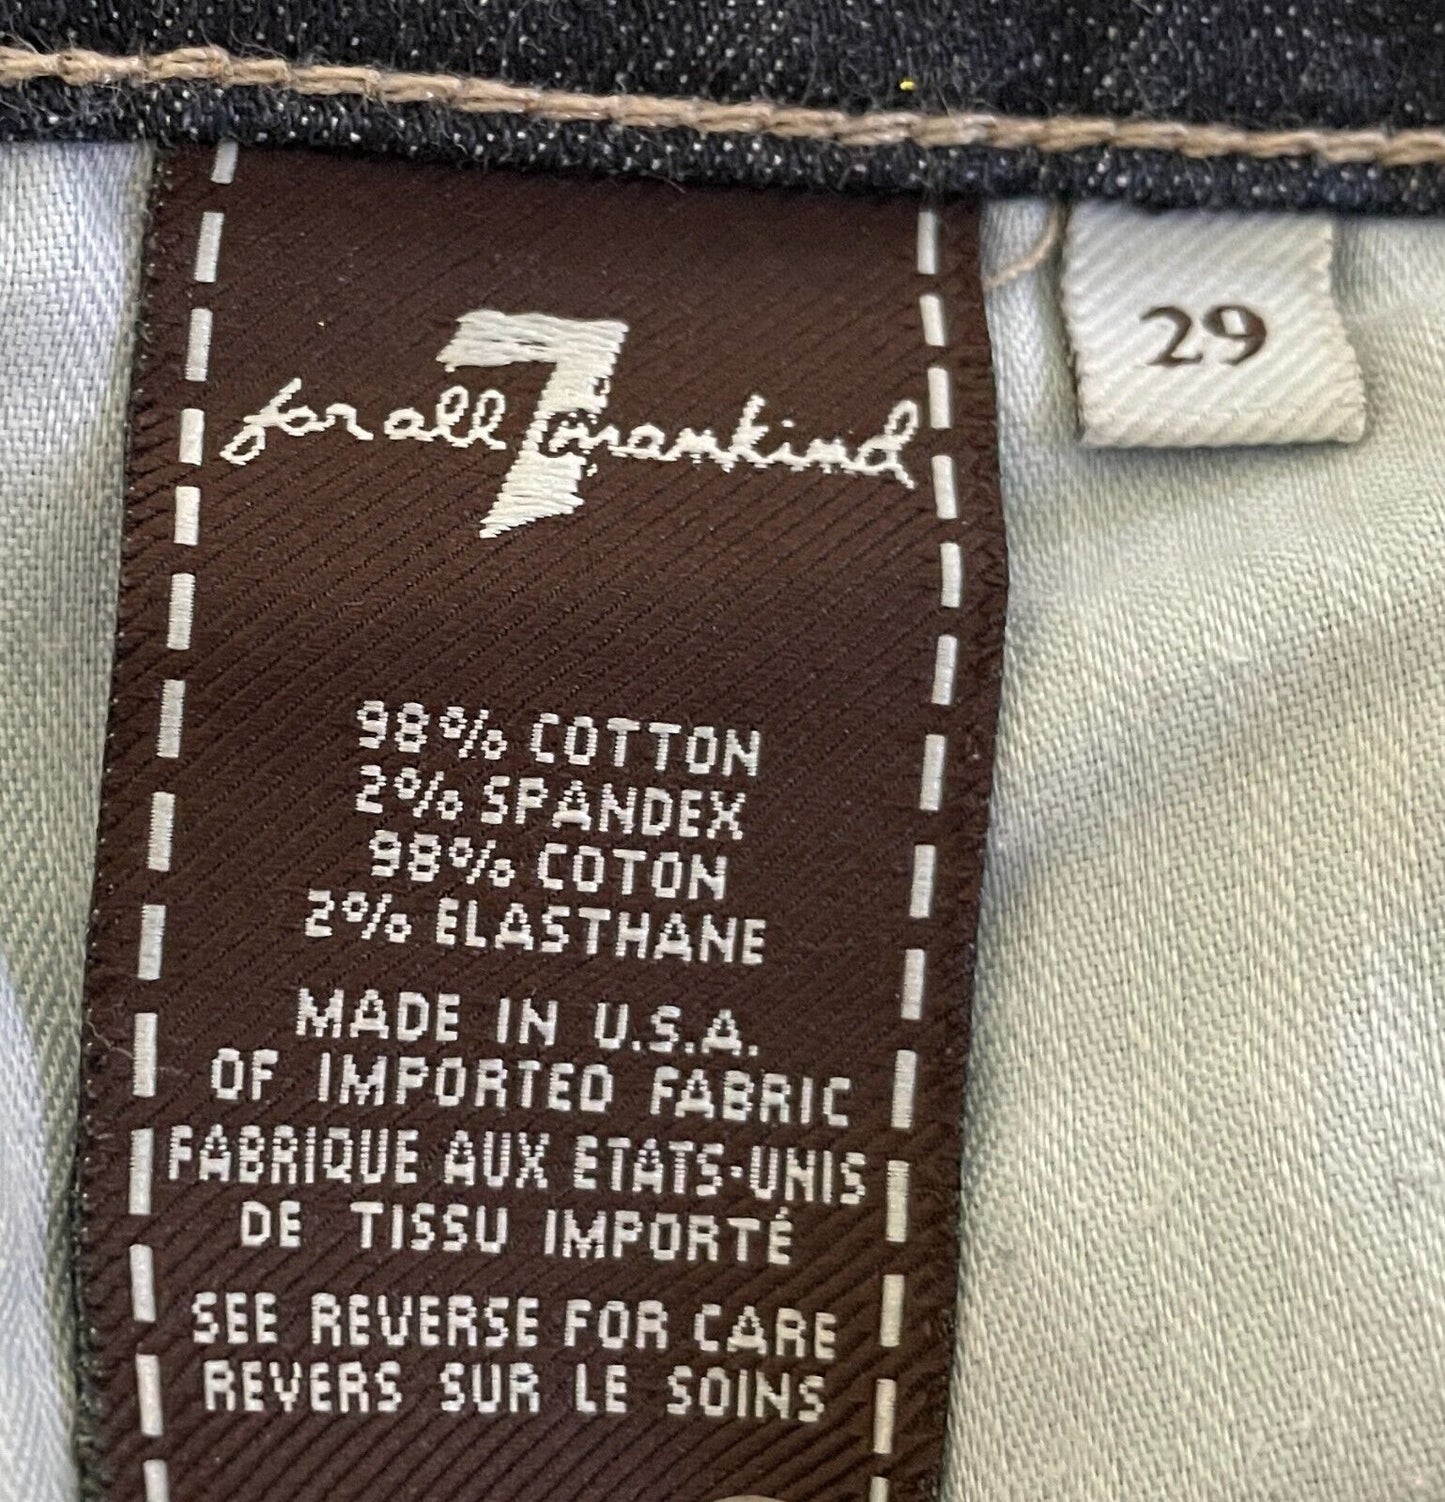 7
for all mankind
29
98% COTTON
2% SPANDEX
98% COTON
2% ELASTHANE
MADE IN U.S.A.
OF IMPORTED FABRIC
FABRIQUE AUX ETATS-UNIS
DE TISSU IMPORTÉ
SEE REVERSE FOR CARE
REVERS SUR LE SOINS